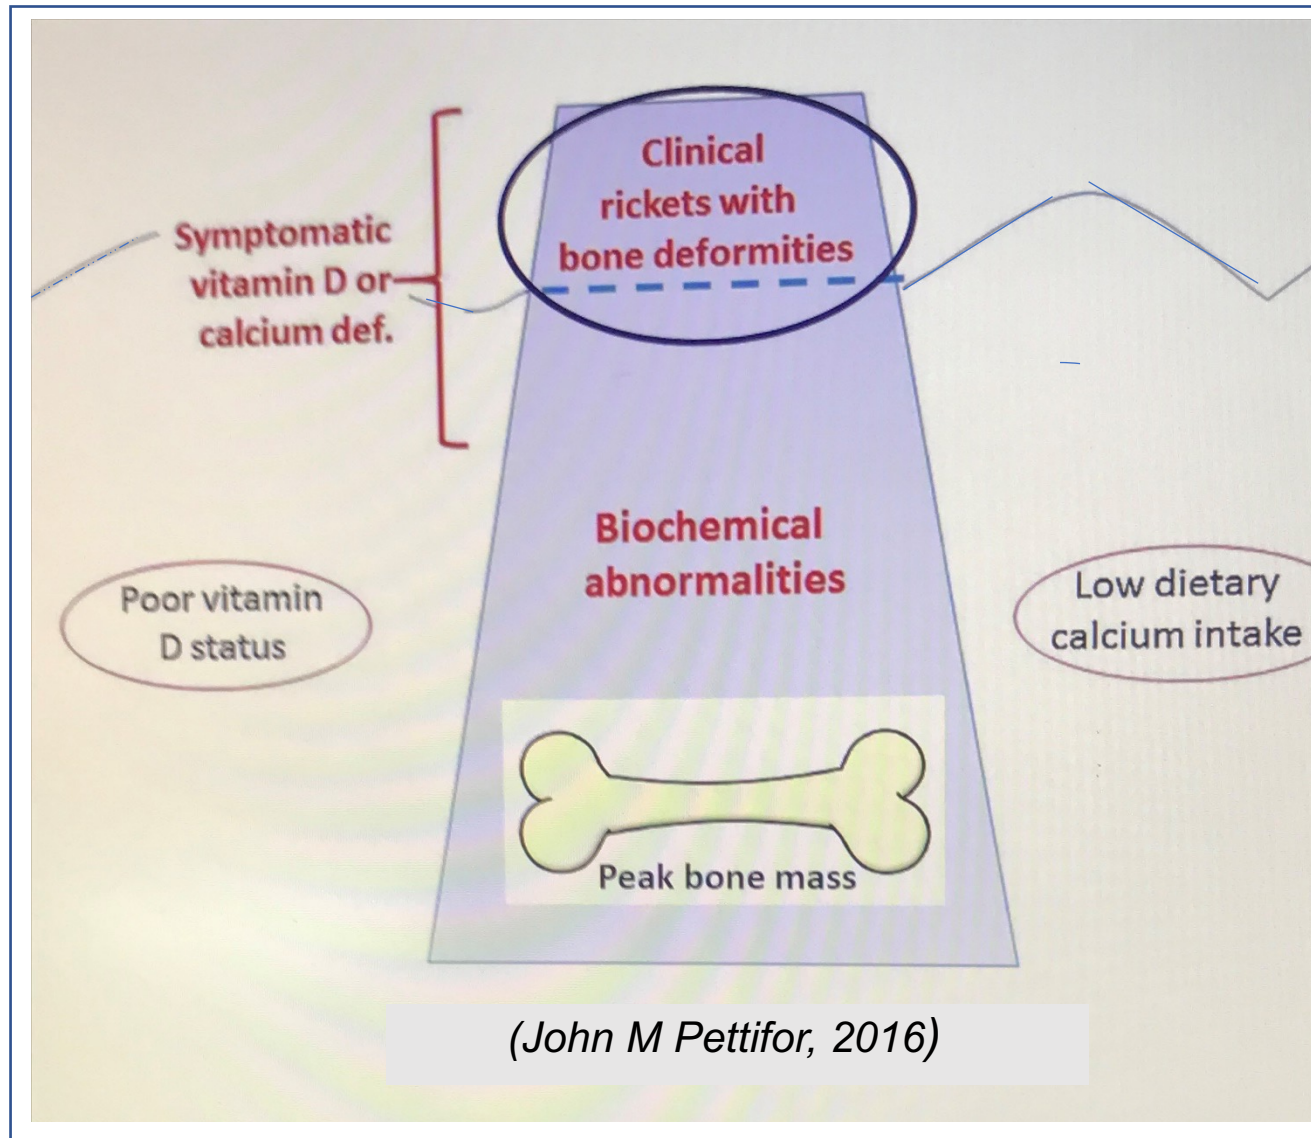 Clinical
rickets with
bone deformities
Symptomatic
vitamin D or
calcium def.
Biochemical
abnormalities
Poor vitamin
D status
Low dietary
calcium intake
Peak bone mass
(John M Pettifor, 2016)